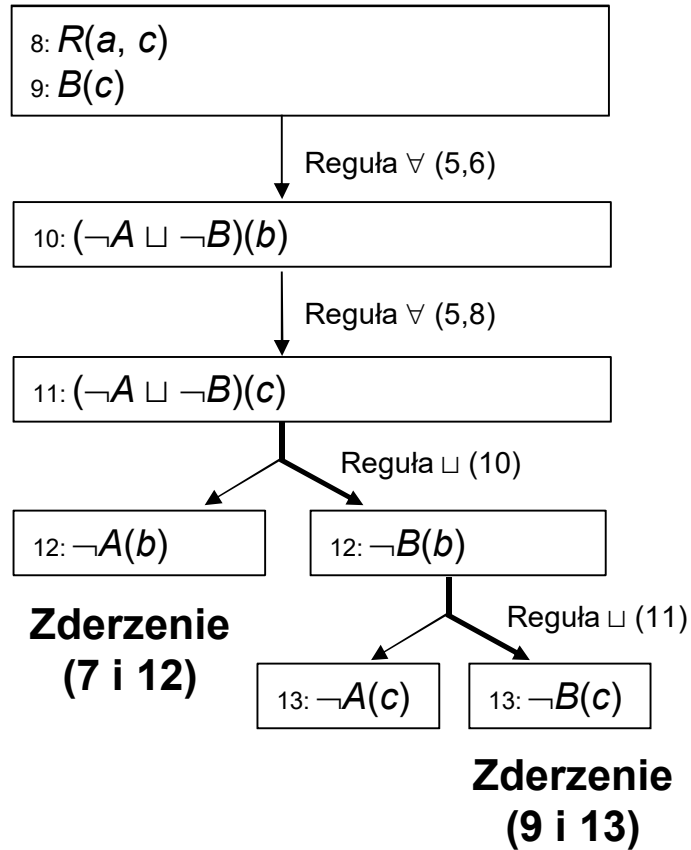 8: R(a, c)
9: B(c)
Reguła ∀ (5,6)
10: (¬A ⊔ ¬B)(b)
Reguła ∀ (5,8)
11: (¬A ⊔ ¬B)(c)
Reguła ⊔ (10)
12: ¬A(b)
12: ¬B(b)
Zderzenie
(7 i 12)
Reguła ⊔ (11)
13: ¬A(c)
13: ¬B(c)
Zderzenie
(9 i 13)